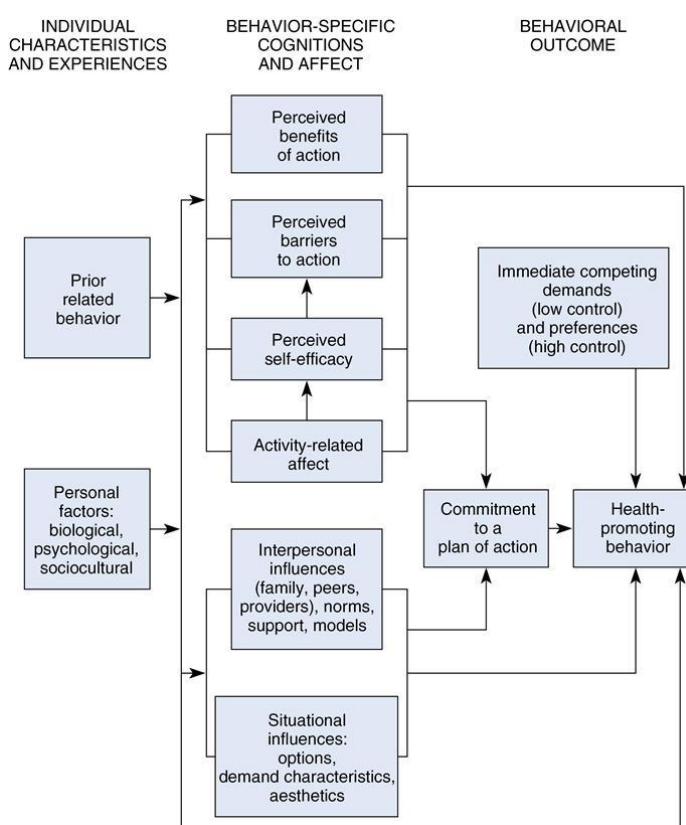 INDIVIDUAL
CHARACTERISTICS
AND EXPERIENCES
BEHAVIOR-SPECIFIC
COGNITIONS
AND AFFECT
BEHAVIORAL
OUTCOME
Perceived
benefits
of action
Perceived
barriers
to action
Perceived
self-efficacy
Activity-related
affect
Prior
related
behavior
Personal
factors:
biological,
psychological,
sociocultural
Interpersonal
influences
(family, peers,
providers), norms,
support, models
Situational
influences:
options,
demand characteristics,
aesthetics
Immediate competing
demands
(low control)
and preferences
(high control)
Commitment
to a
plan of action
Health-
promoting
behavior